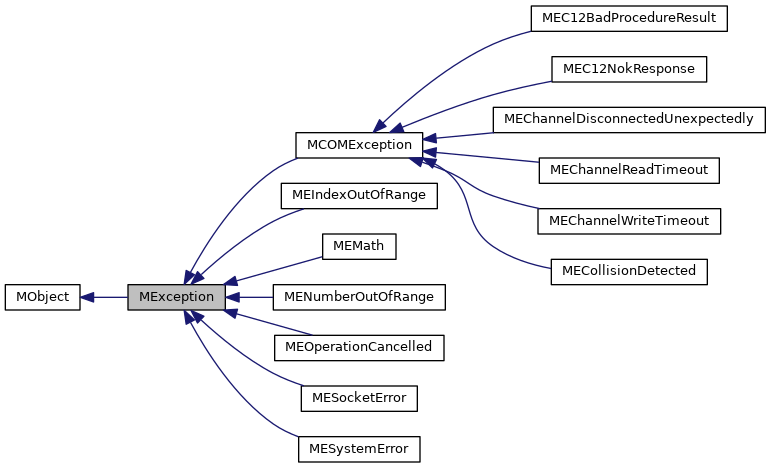 MEC12BadProcedureResult
MEC12NokResponse
MEChannelDisconnectedUnexpectedly
MCOMException
MEChannelReadTimeout
MEIndexOutOfRange
MEChannelWriteTimeout
MEMath
MECollisionDetected
MObject
MException
MENumberOutOfRange
MEOperationCancelled
MESocketError
MESystemError